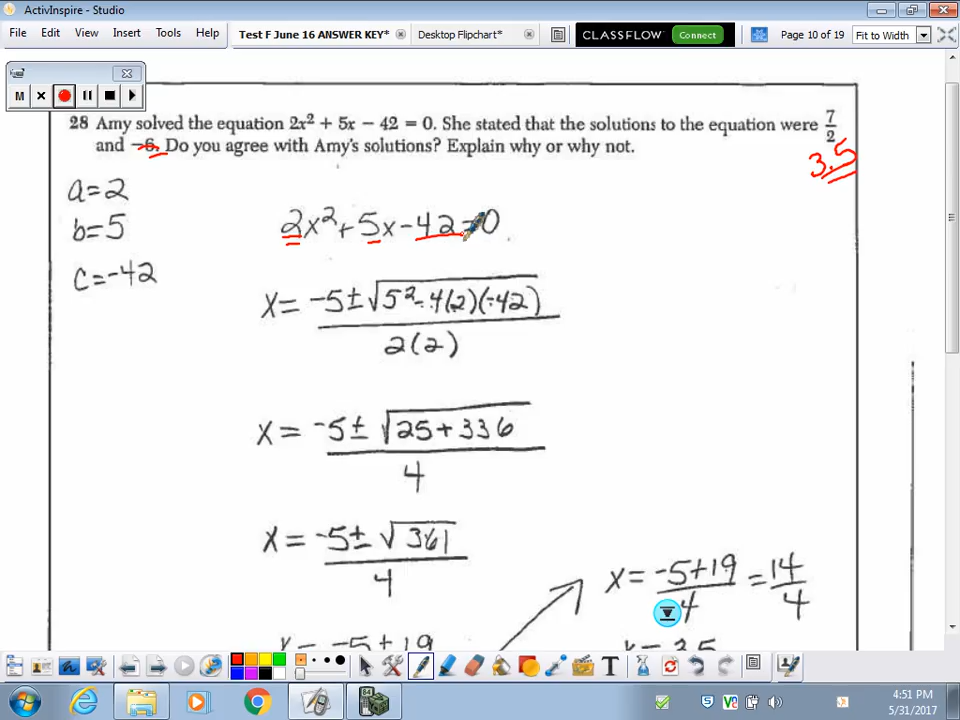 ActivInspire - Studio
File Edit View Insert Tools Help Test F June 16 ANSWER KEY* Desktop Flipchart* CLASSFLOW Connect Page 10 of 19 Fit to Width
M
28 Amy solved the equation 2x² + 5x − 42 = 0. She stated that the solutions to the equation were 7/2
and −6. Do you agree with Amy's solutions? Explain why or why not.
3.5
a=2
b=5
c=-42
2x²+5x-42=0
x= -5±√5²-4(2)(-42)
2(2)
x= -5±√25+336
4
x= -5±√361
4
x= -5+19 = 14
4 4
x= -5±19
x=3.5
T
4:51 PM
5/31/2017